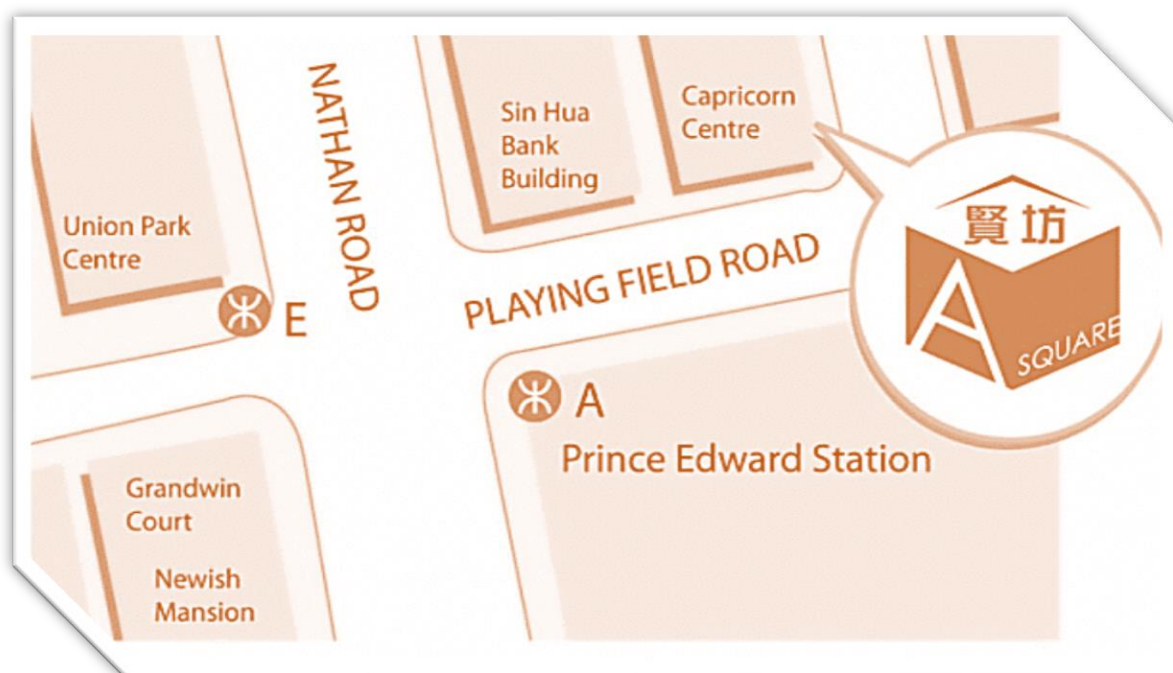 NATHAN ROAD
Sin Hua
Bank
Building
Capricorn
Centre
Union Park
Centre
E
PLAYING FIELD ROAD
賢坊
A
SQUARE
A
Prince Edward Station
Grandwin
Court
Newish
Mansion